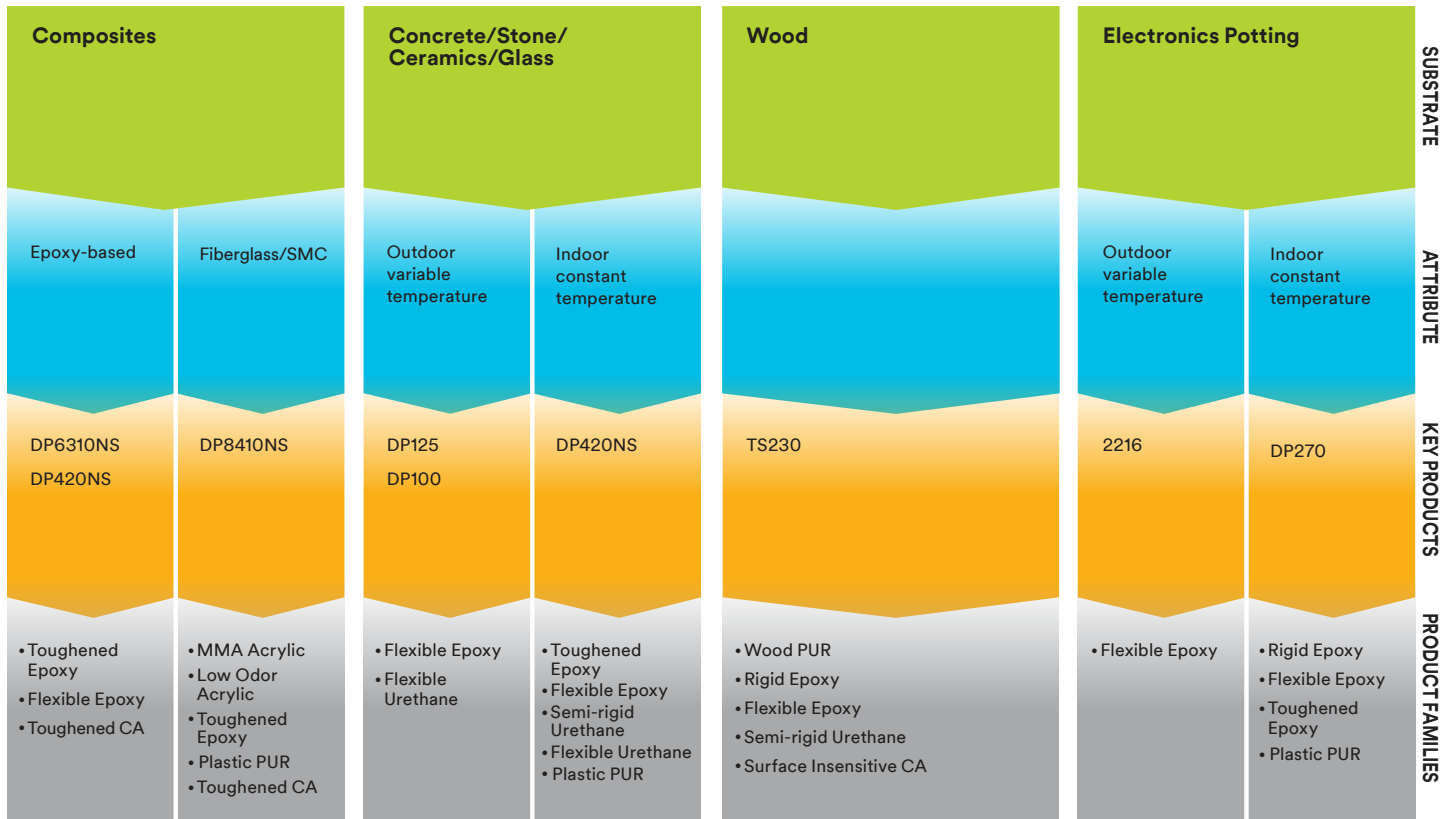 Composites
Epoxy-based
DP6310NS
DP420NS
• Toughened
Epoxy
• Flexible Epoxy
• Toughened CA
Fiberglass/SMC
DP8410NS
• MMA Acrylic
• Low Odor
Acrylic
• Toughened
Epoxy
• Plastic PUR
• Toughened CA
Concrete/Stone/
Ceramics/Glass
Outdoor
variable
temperature
DP125
DP100
• Flexible Epoxy
• Flexible
Urethane
Indoor
constant
temperature
DP420NS
• Toughened
Epoxy
• Flexible Epoxy
• Semi-rigid
Urethane
• Flexible Urethane
• Plastic PUR
Wood
TS230
• Wood PUR
• Rigid Epoxy
• Flexible Epoxy
• Semi-rigid Urethane
• Surface Insensitive CA
Electronics Potting
Outdoor
variable
temperature
2216
• Flexible Epoxy
Indoor
constant
temperature
DP270
• Rigid Epoxy
• Flexible Epoxy
• Toughened
Epoxy
• Plastic PUR
SUBSTRATE
ATTRIBUTE
KEY PRODUCTS
PRODUCT FAMILIES